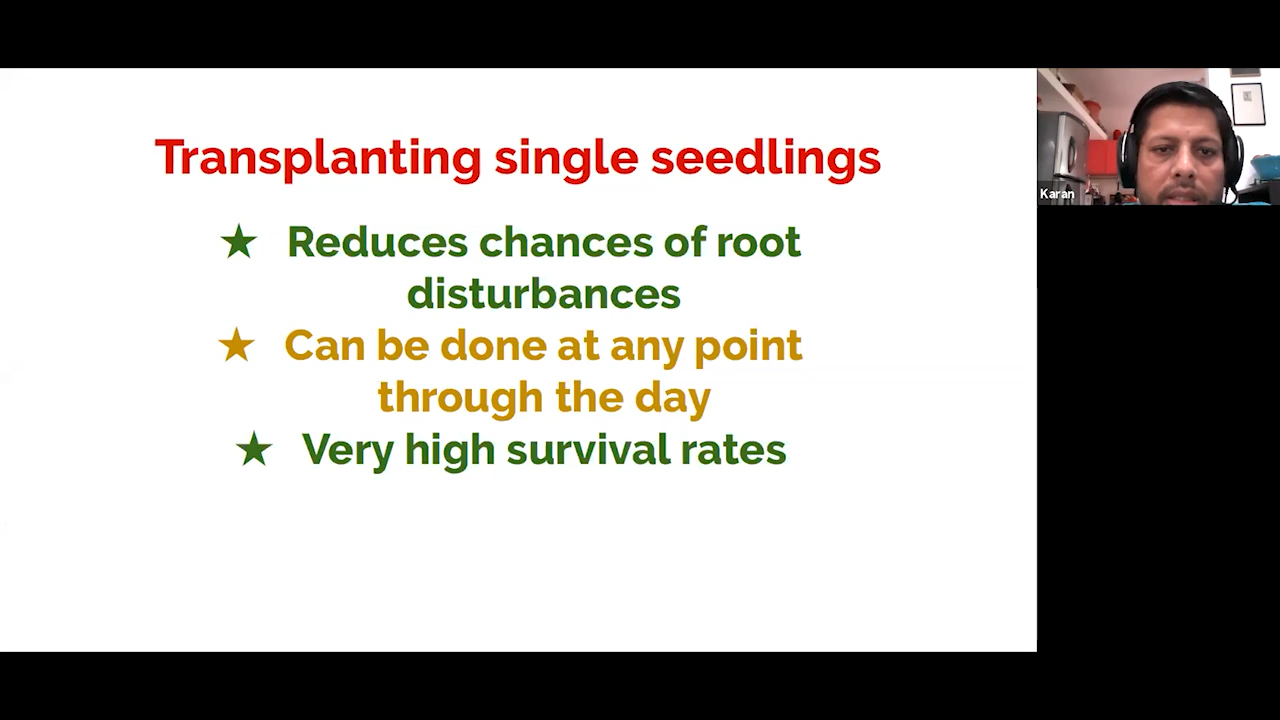 Transplanting single seedlings
★ Reduces chances of root
disturbances
★ Can be done at any point
through the day
★ Very high survival rates
Karan